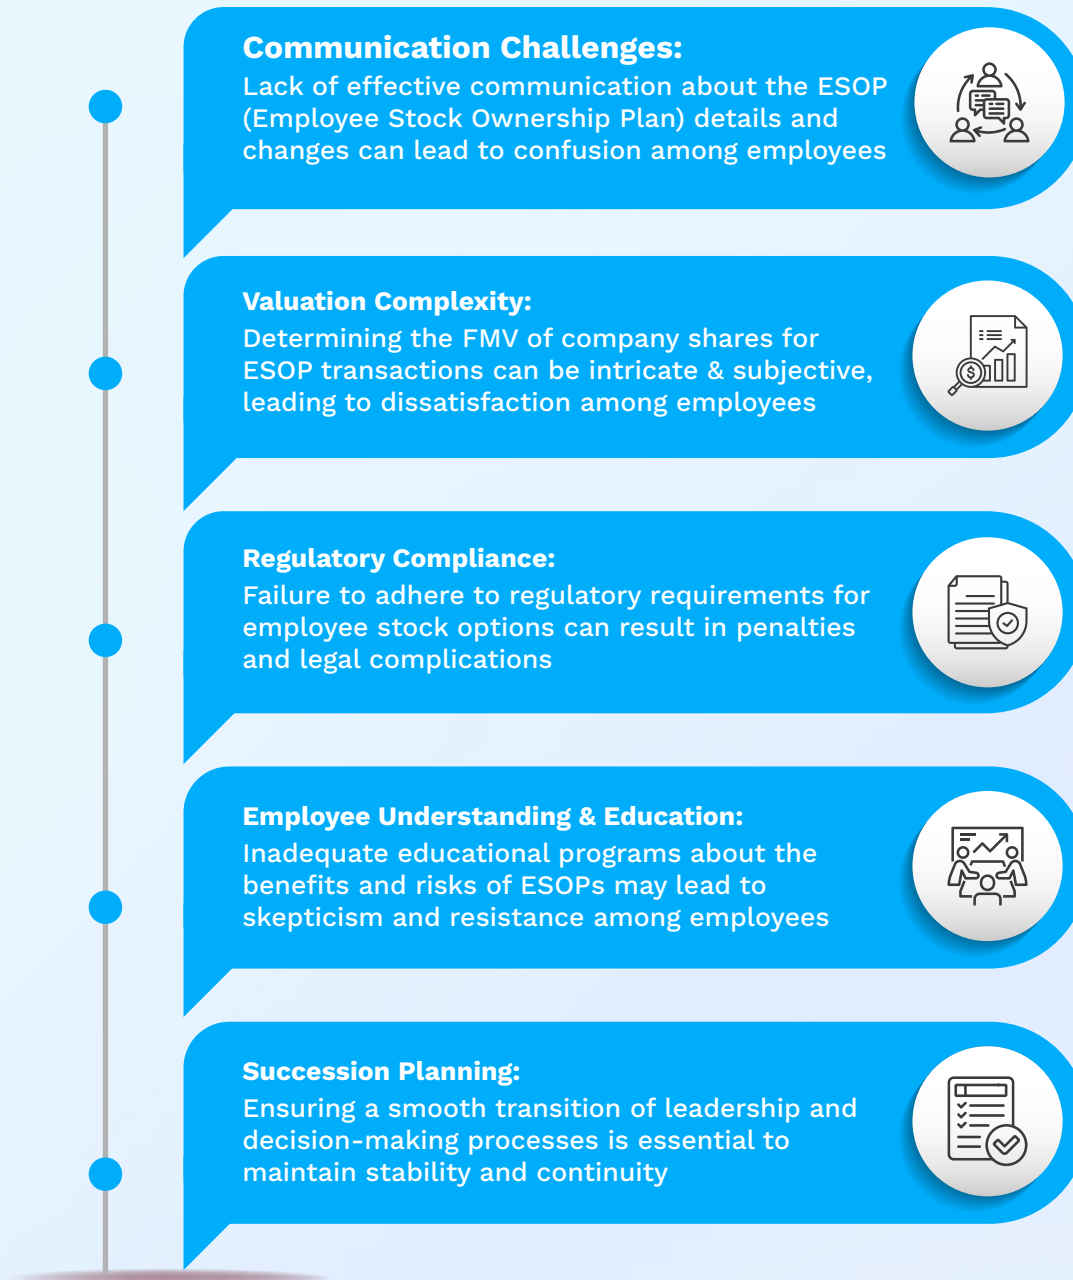 Communication Challenges:
Lack of effective communication about the ESOP
(Employee Stock Ownership Plan) details and
changes can lead to confusion among employees
Valuation Complexity:
Determining the FMV of company shares for
ESOP transactions can be intricate & subjective,
leading to dissatisfaction among employees
Regulatory Compliance:
Failure to adhere to regulatory requirements for
employee stock options can result in penalties
and legal complications
Employee Understanding & Education:
Inadequate educational programs about the
benefits and risks of ESOPs may lead to
skepticism and resistance among employees
Succession Planning:
Ensuring a smooth transition of leadership and
decision-making processes is essential to
maintain stability and continuity